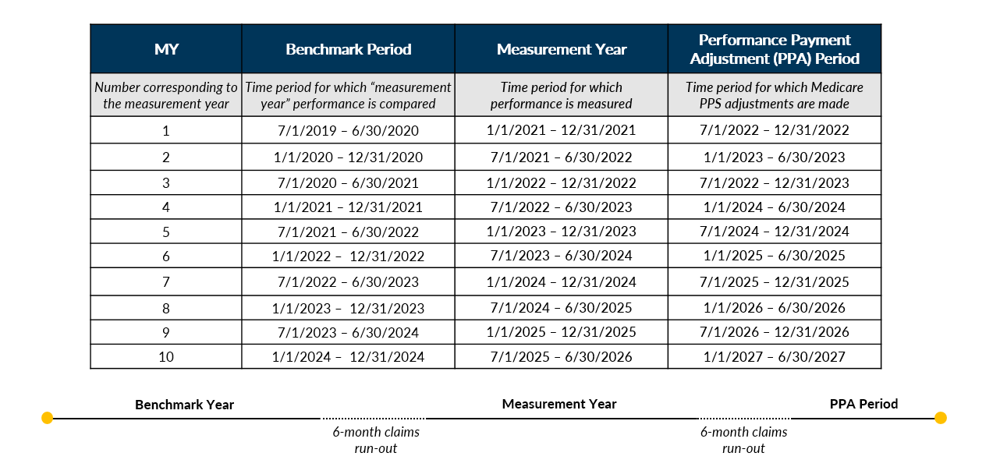 MY Benchmark Period Measurement Year Performance Payment
Adjustment (PPA) Period
Number corresponding to Time period for which “measurement Time period for which Time period for which Medicare
the measurement year year” performance is compared performance is measured PPS adjustments are made
1 7/1/2019 – 6/30/2020 1/1/2021 – 12/31/2021 7/1/2022 – 12/31/2022
2 1/1/2020 – 12/31/2020 7/1/2021 – 6/30/2022 1/1/2023 – 6/30/2023
3 7/1/2020 – 6/30/2021 1/1/2022 – 12/31/2022 7/1/2022 – 12/31/2023
4 1/1/2021 – 12/31/2021 7/1/2022 – 6/30/2023 1/1/2024 – 6/30/2024
5 7/1/2021 – 6/30/2022 1/1/2023 – 12/31/2023 7/1/2024 – 12/31/2024
6 1/1/2022 – 12/31/2022 7/1/2023 – 6/30/2024 1/1/2025 – 6/30/2025
7 7/1/2022 – 6/30/2023 1/1/2024 – 12/31/2024 7/1/2025 – 12/31/2025
8 1/1/2023 – 12/31/2023 7/1/2024 – 6/30/2025 1/1/2026 – 6/30/2026
9 7/1/2023 – 6/30/2024 1/1/2025 – 12/31/2025 7/1/2026 – 12/31/2026
10 1/1/2024 – 12/31/2024 7/1/2025 – 6/30/2026 1/1/2027 – 6/30/2027
Benchmark Year Measurement Year PPA Period
6-month claims 6-month claims
run-out run-out